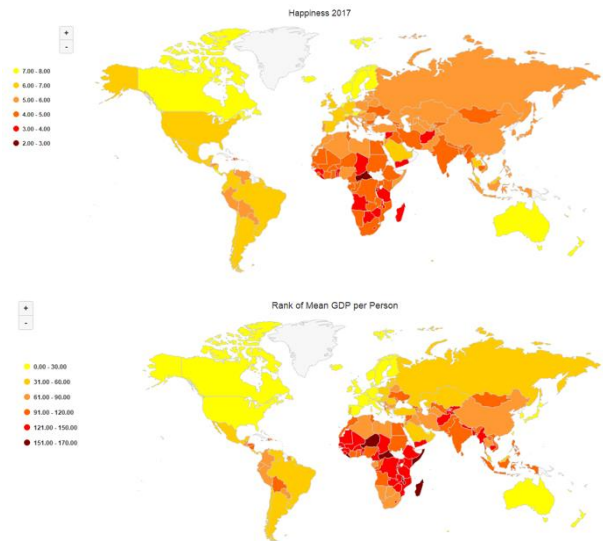 Happiness 2017
+
-
7.00 - 8.00
6.00 - 7.00
5.00 - 6.00
4.00 - 5.00
3.00 - 4.00
2.00 - 3.00
Rank of Mean GDP per Person
+
-
0.00 - 30.00
31.00 - 60.00
61.00 - 90.00
91.00 - 120.00
121.00 - 150.00
151.00 - 170.00